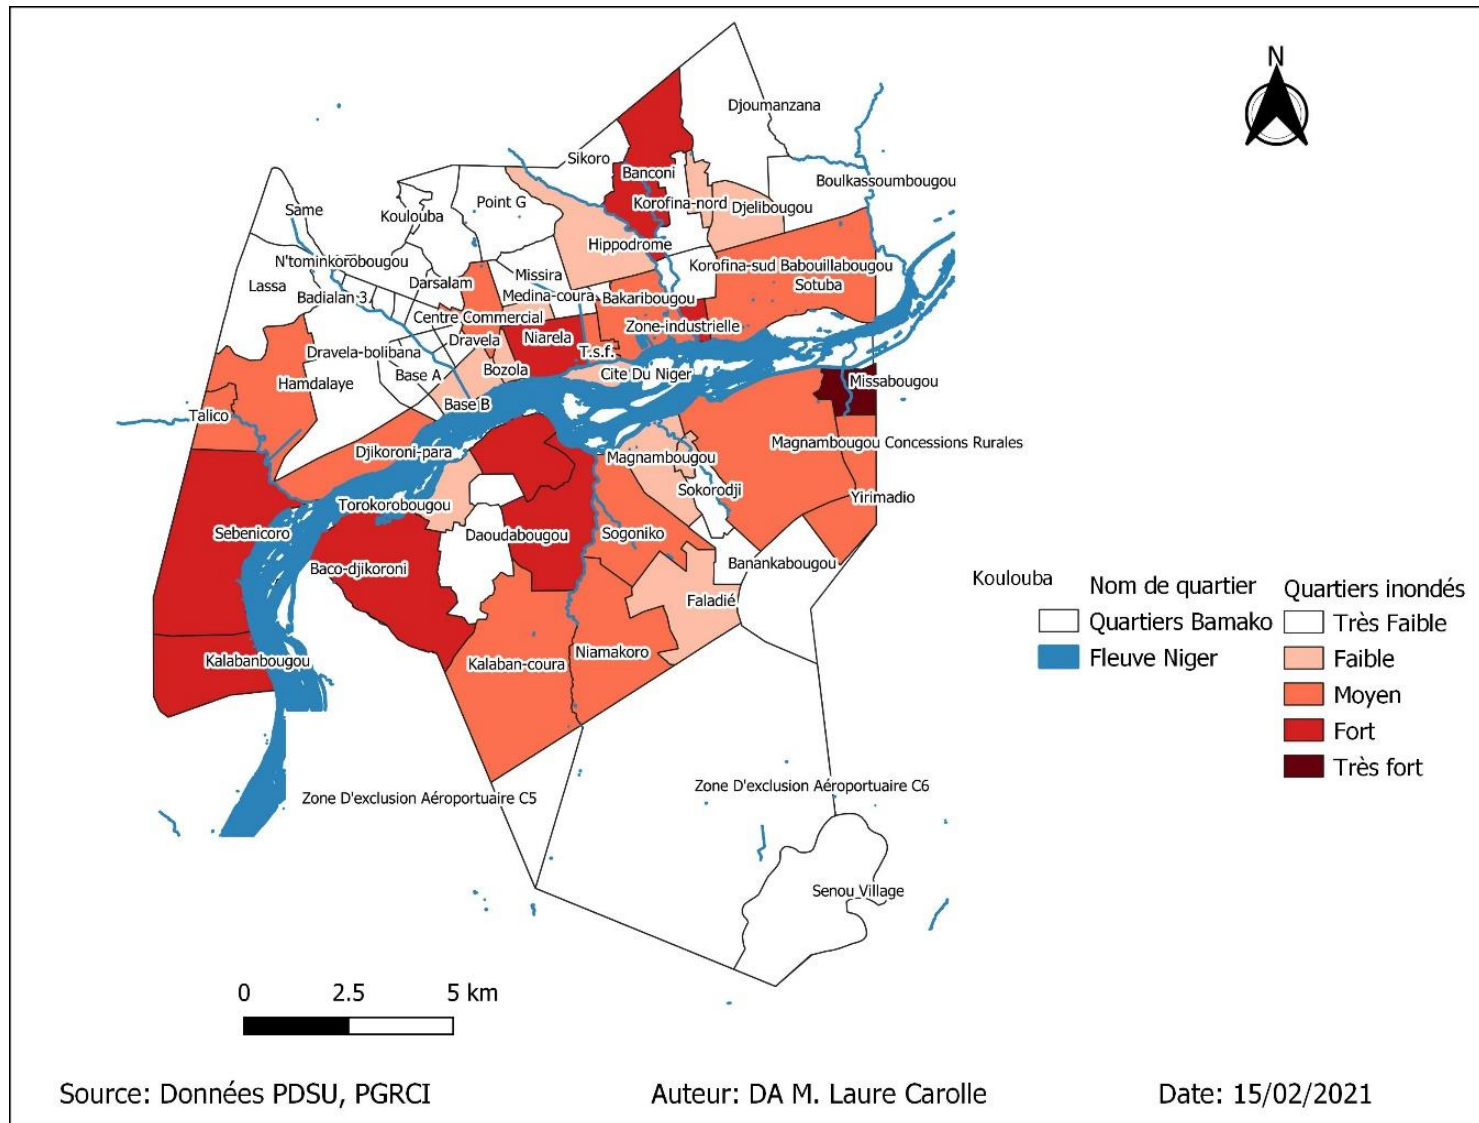 N
Djoumanzana
Sikoro
Banconi
Boulkassoumbougou
Korofina-nord
Djelibougou
Same
Koulouba
Point G
Hippodrome
N'tominkorobougou
Korofina-sud
Babouillabougou
Lassa
Darsalam
Missira
Sotuba
Badialan 3
Medina-coura
Bakaribougou
Centre Commercial
Zone-industrielle
Dravela
Niarela
T.s.f.
Dravela-bolibana
Base A
Bozola
Cite Du Niger
Missabougou
Hamdalaye
Base B
Talico
Djikoroni-para
Magnambougou Concessions Rurales
Magnambougou
Sokorodji
Yirimadio
Torokorobougou
Sebenicoro
Daoudabougou
Sogoniko
Baco-djikoroni
Banankabougou
Faladié
Kalabanbougou
Kalaban-coura
Niamakoro
Zone D'exclusion Aéroportuaire C5
Zone D'exclusion Aéroportuaire C6
Senou Village
Koulouba
Nom de quartier
Quartiers Bamako
Fleuve Niger
Quartiers inondés
Très Faible
Faible
Moyen
Fort
Très fort
0 2.5 5 km
Source: Données PDSU, PGRCI
Auteur: DA M. Laure Carolle
Date: 15/02/2021